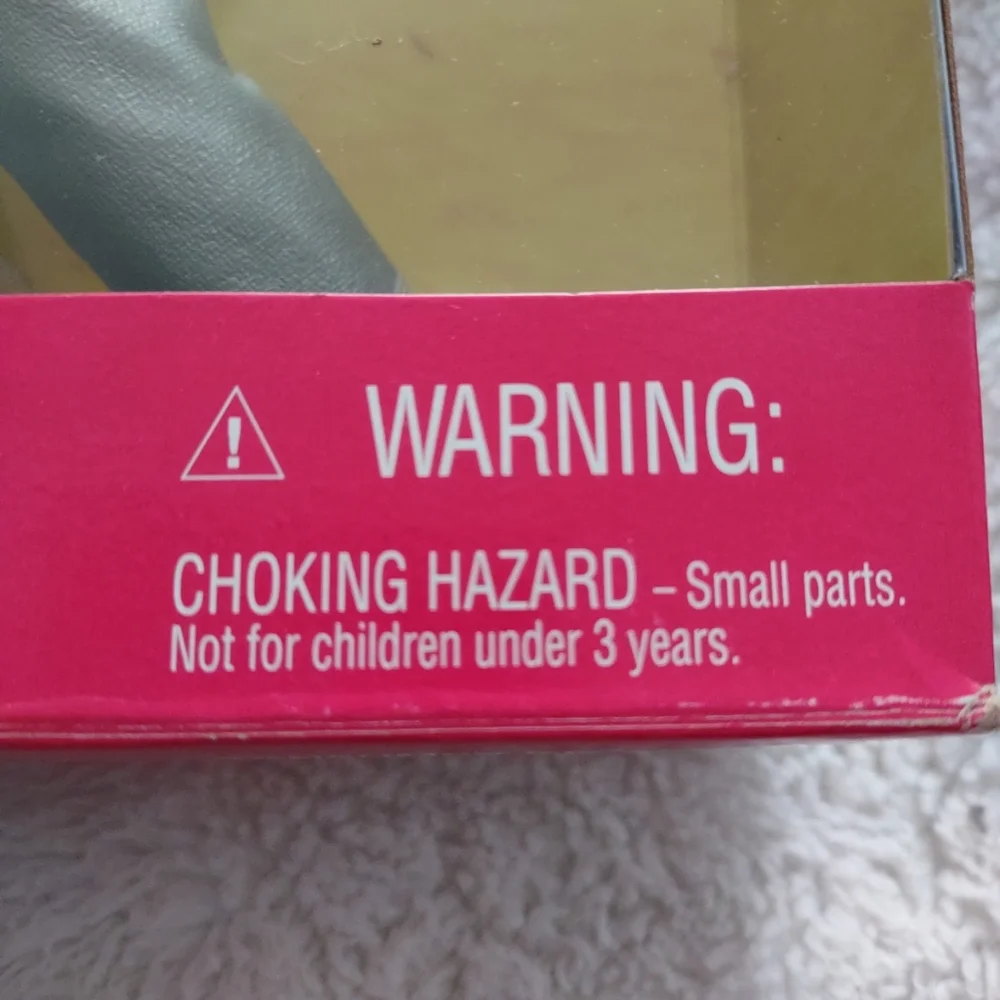 WARNING:
CHOKING HAZARD – Small parts.
Not for children under 3 years.